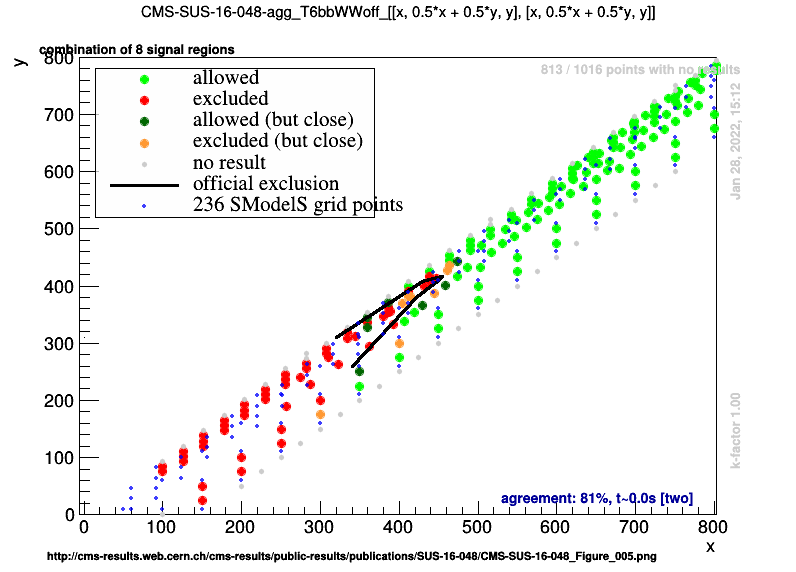 CMS-SUS-16-048-agg_T6bbWWoff_[[x, 0.5*x + 0.5*y, y], [x, 0.5*x + 0.5*y, y]]
combination of 8 signal regions
y
813 / 1016 points with no results
allowed
excluded
allowed (but close)
excluded (but close)
no result
official exclusion
236 SModelS grid points
800
700
600
500
400
300
200
100
0
Jan 28, 2022, 15:12
k-factor 1.00
agreement: 81%, t~0.0s [two]
0 100 200 300 400 500 600 700 800
x
http://cms-results.web.cern.ch/cms-results/public-results/publications/SUS-16-048/CMS-SUS-16-048_Figure_005.png